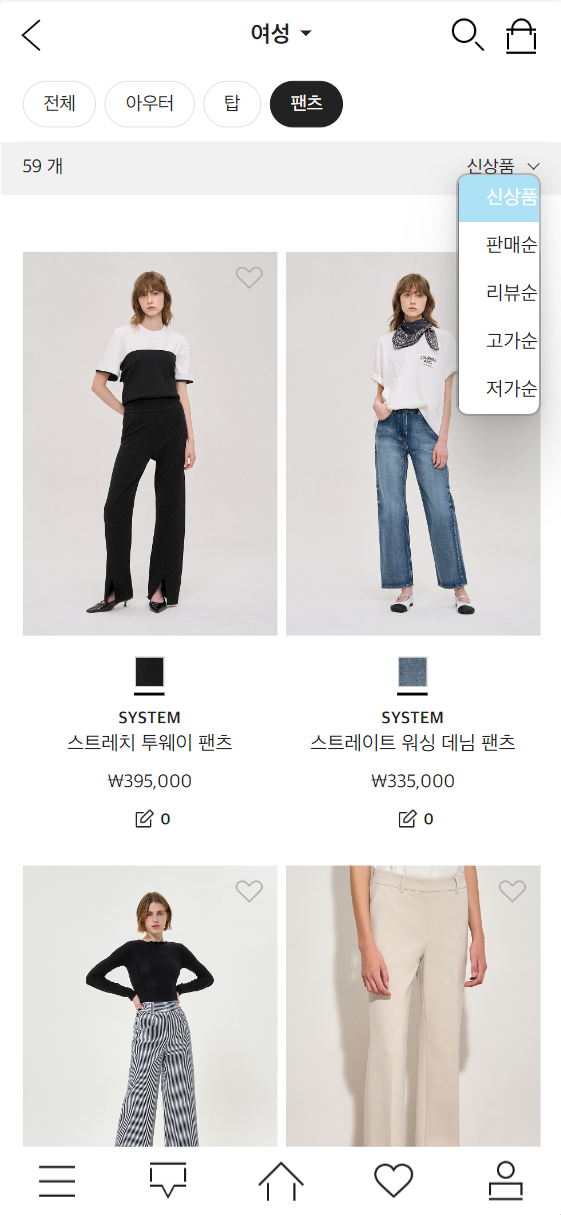 여성
전체
아우터
탑
팬츠
59 개
신상품
신상품
판매순
리뷰순
고가순
저가순
SYSTEM
스트레치 투웨이 팬츠
₩395,000
0
SYSTEM
스트레이트 워싱 데님 팬츠
₩335,000
0